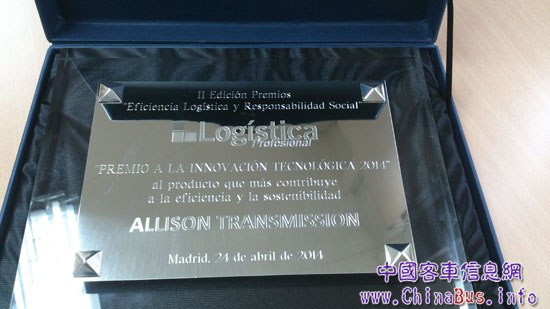 II Edición Premios
"Eficiencia Logística y Responsabilidad Social"
Logística
Profesional
"PREMIO A LA INNOVACIÓN TECNOLÓGICA 2014"
al producto que más contribuye
a la eficiencia y la sostenibilidad
ALLISON TRANSMISSION
Madrid, 24 de abril de 2014
中國客車信息網
www.ChinaBus.info